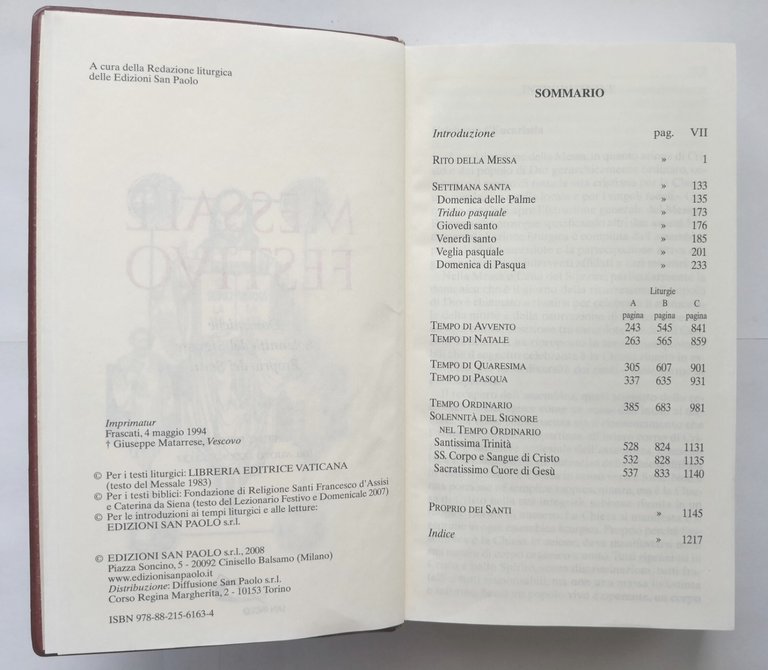 A cura della Redazione liturgica
delle Edizioni San Paolo
MESSALE
FESTIVO
Imprimatur
Frascati, 4 maggio 1994
† Giuseppe Matarrese, Vescovo
© Per i testi liturgici: LIBRERIA EDITRICE VATICANA
(testo del Messale 1983)
© Per i testi biblici: Fondazione di Religione Santi Francesco d'Assisi
e Caterina da Siena (testo del Lezionario Festivo e Domenicale 2007)
© Per le introduzioni ai tempi liturgici e alle letture:
EDIZIONI SAN PAOLO s.r.l.
© EDIZIONI SAN PAOLO s.r.l., 2008
Piazza Soncino, 5 - 20092 Cinisello Balsamo (Milano)
www.edizionisanpaolo.it
Distribuzione: Diffusione San Paolo s.r.l.
Corso Regina Margherita, 2 - 10153 Torino
ISBN 978-88-215-6163-4
SOMMARIO
Introduzione pag. VII
RITO DELLA MESSA » 1
SETTIMANA SANTA » 133
Domenica delle Palme » 135
Triduo pasquale » 173
Giovedì santo » 176
Venerdì santo » 185
Veglia pasquale » 201
Domenica di Pasqua » 233
Liturgie
A B C
pagina pagina pagina
TEMPO DI AVVENTO 243 545 841
TEMPO DI NATALE 263 565 859
TEMPO DI QUARESIMA 305 607 901
TEMPO DI PASQUA 337 635 931
TEMPO ORDINARIO 385 683 981
SOLENNITÀ DEL SIGNORE
NEL TEMPO ORDINARIO
Santissima Trinità 528 824 1131
SS. Corpo e Sangue di Cristo 532 828 1135
Sacratissimo Cuore di Gesù 537 833 1140
PROPRIO DEI SANTI » 1145
Indice » 1217